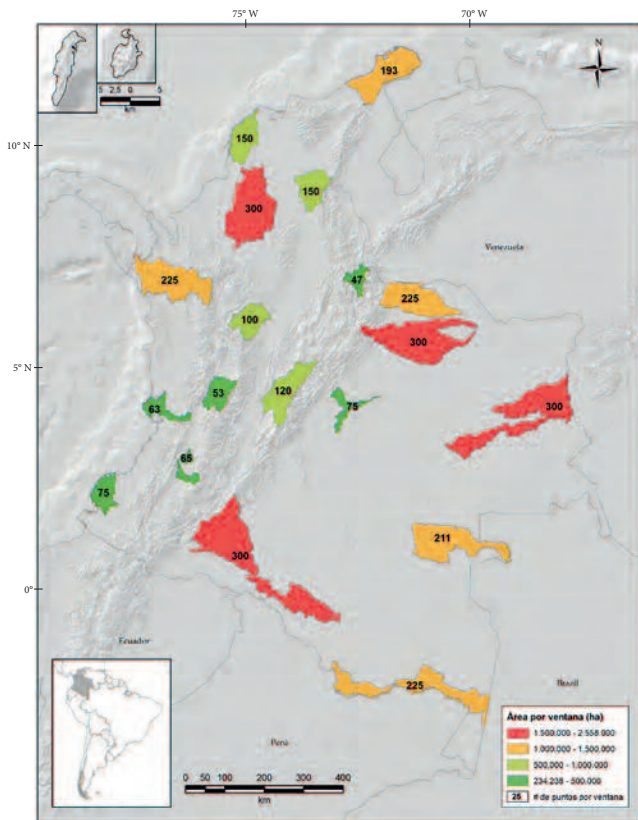 75°W 70°W
N
5 2,5 0 5
km
193
10°N
150
150
300
Venezuela
225
47
225
100
300
5°N
53
120
75
300
63
65
75
211
300
0°
Ecuador
225
Brazil
Peru
0 50 100 200 300 400
km
Área por ventana (ha)
1.500.000 - 2.558.000
1.000.000 - 1.500.000
500.000 - 1.000.000
234.238 - 500.000
25 # de puntos por ventana